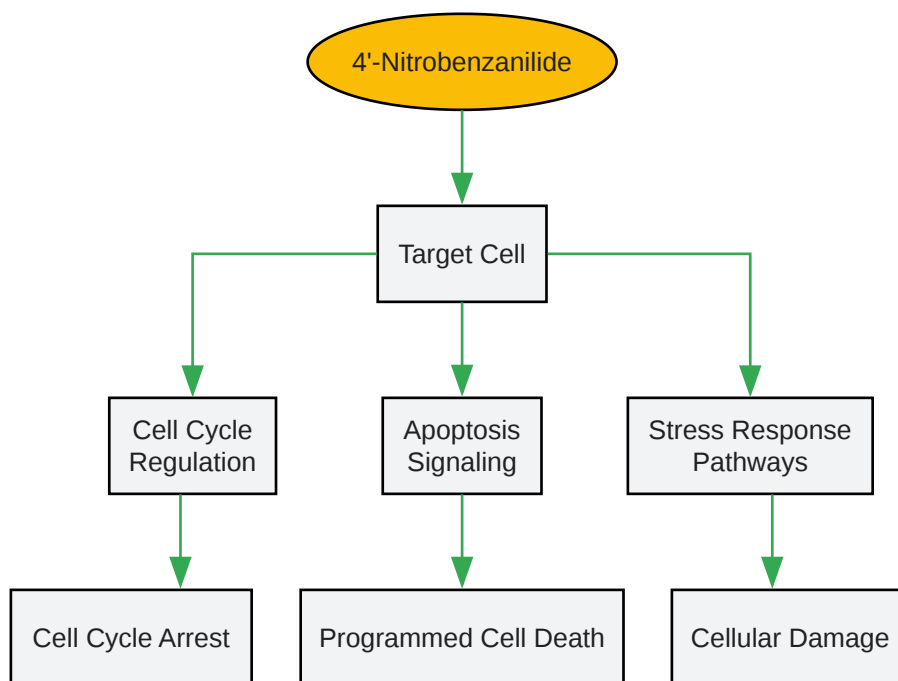 4'-Nitrobenzanilide
Target Cell
Cell Cycle
Regulation
Apoptosis
Signaling
Stress Response
Pathways
Cell Cycle Arrest
Programmed Cell Death
Cellular Damage